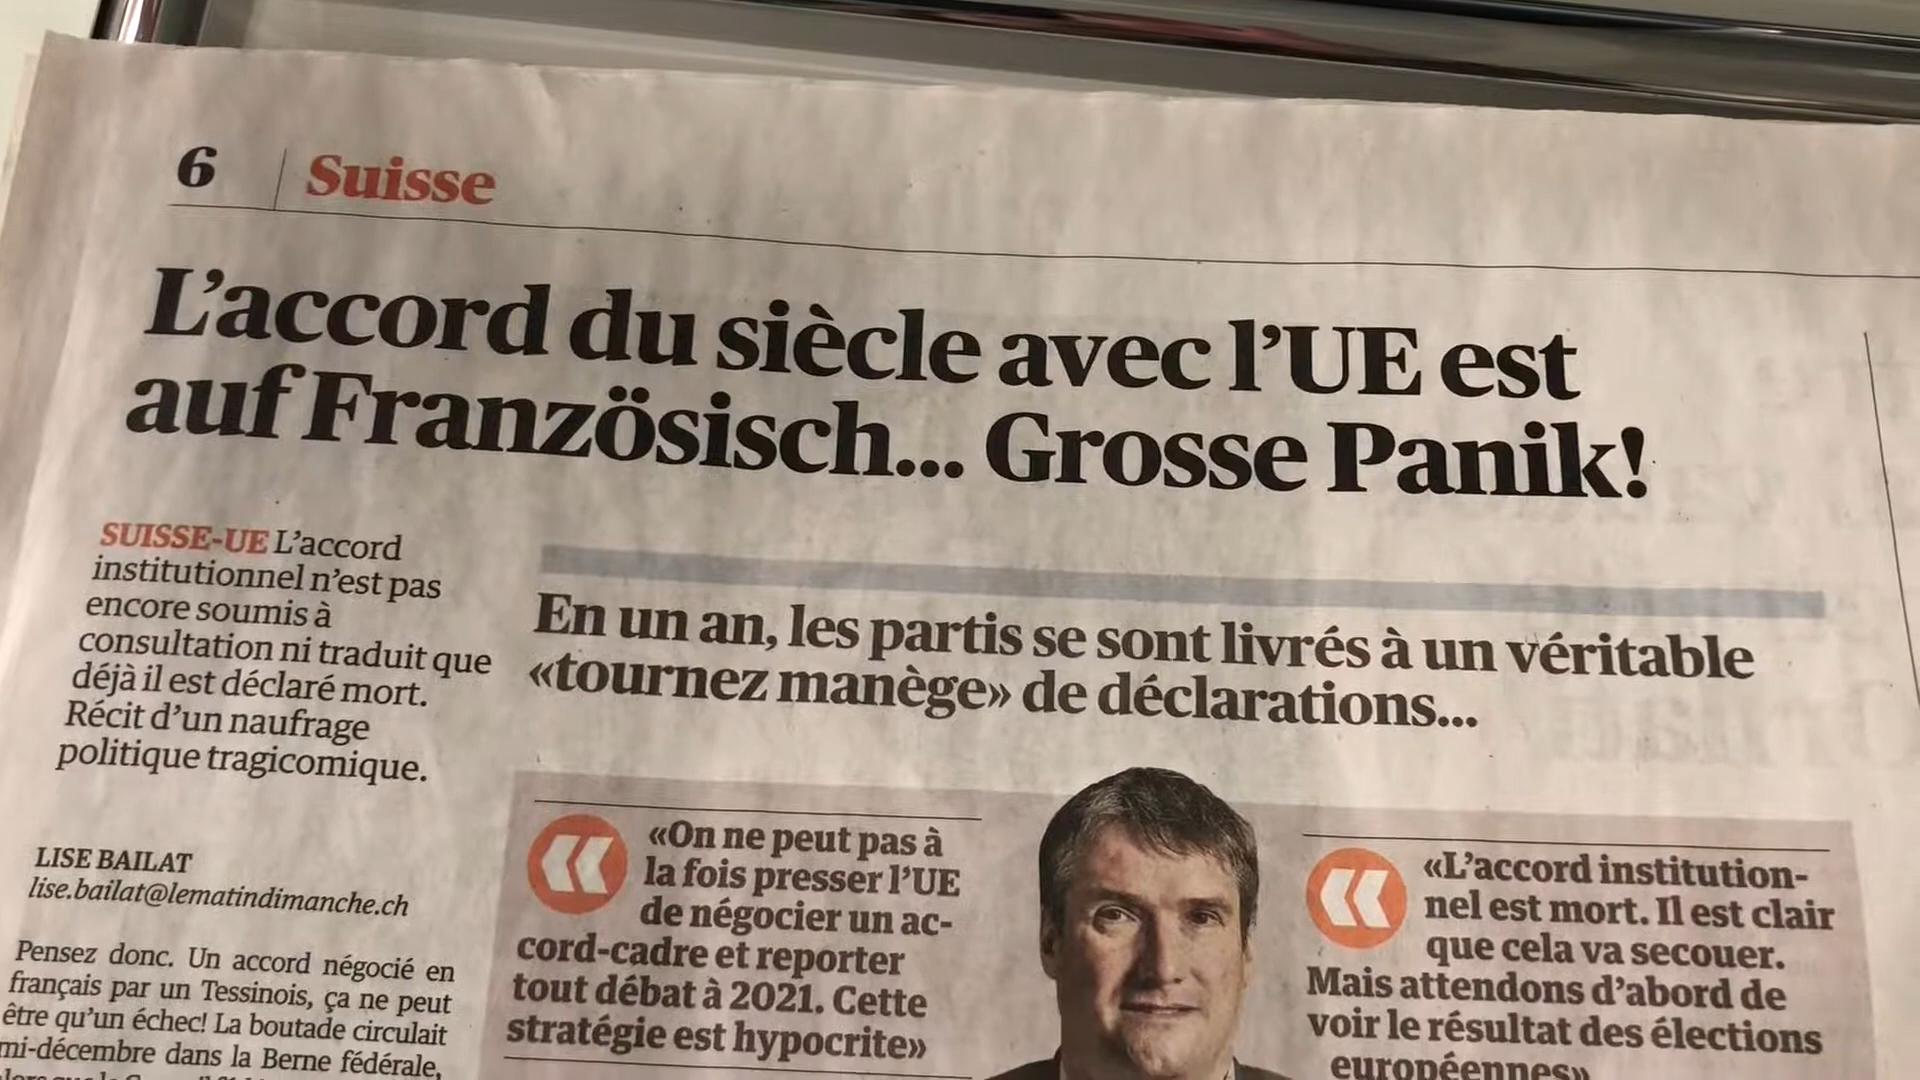 6 Suisse
L'accord du siècle avec l'UE est
auf Französisch... Grosse Panik!
SUISSE-UE L'accord
institutionnel n'est pas
encore soumis à
consultation ni traduit que
déjà il est déclaré mort.
Récit d'un naufrage
politique tragicomique.
LISE BAILAT
lise.bailat@lematindimanche.ch
Pensez donc. Un accord négocié en
français par un Tessinois, ça ne peut
être qu'un échec! La boutade circulait
mi-décembre dans la Berne fédérale,
En un an, les partis se sont livrés à un véritable
«tournez manège» de déclarations...
«On ne peut pas à
la fois presser l'UE
de négocier un ac-
cord-cadre et reporter
tout débat à 2021. Cette
stratégie est hypocrite»
«L'accord institution-
nel est mort. Il est clair
que cela va secouer.
Mais attendons d'abord de
voir le résultat des élections
européennes»